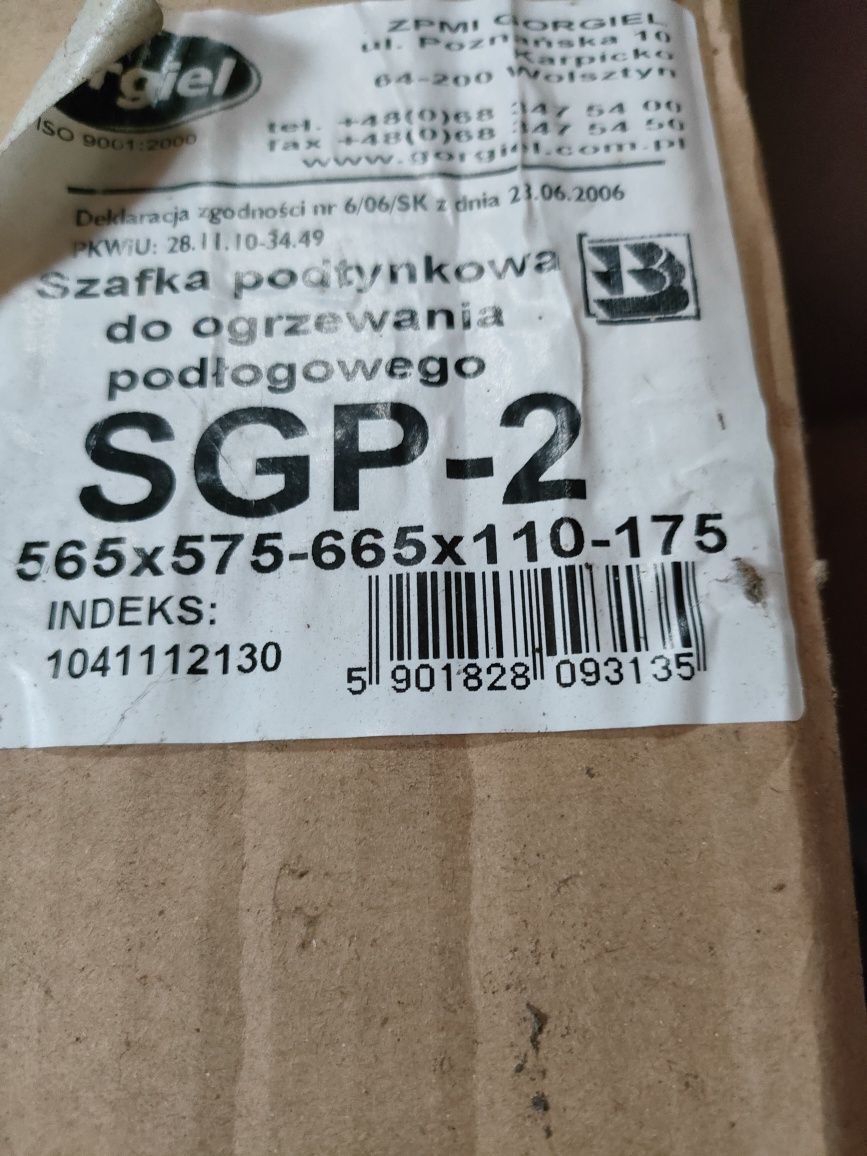 ZPMI GORGIEL
ul. Poznańska 10
Karpicko
64-200 Wolsztyn
rgiel
ISO 9001:2000
tel. +48(0)68 347 54 00
fax +48(0)68 347 54 50
www.gorgiel.com.pl
Deklaracja zgodności nr 6/06/SK z dnia 23.06.2006
PKWiU: 28.11.10-34.49
Szafka podtynkowa
do ogrzewania
podłogowego
B
SGP-2
565x575-665x110-175
INDEKS:
1041112130
5 901828 093135